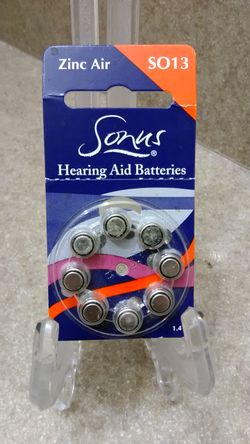 Zinc Air SO13
Sonus ®
Hearing Aid Batteries
1.4